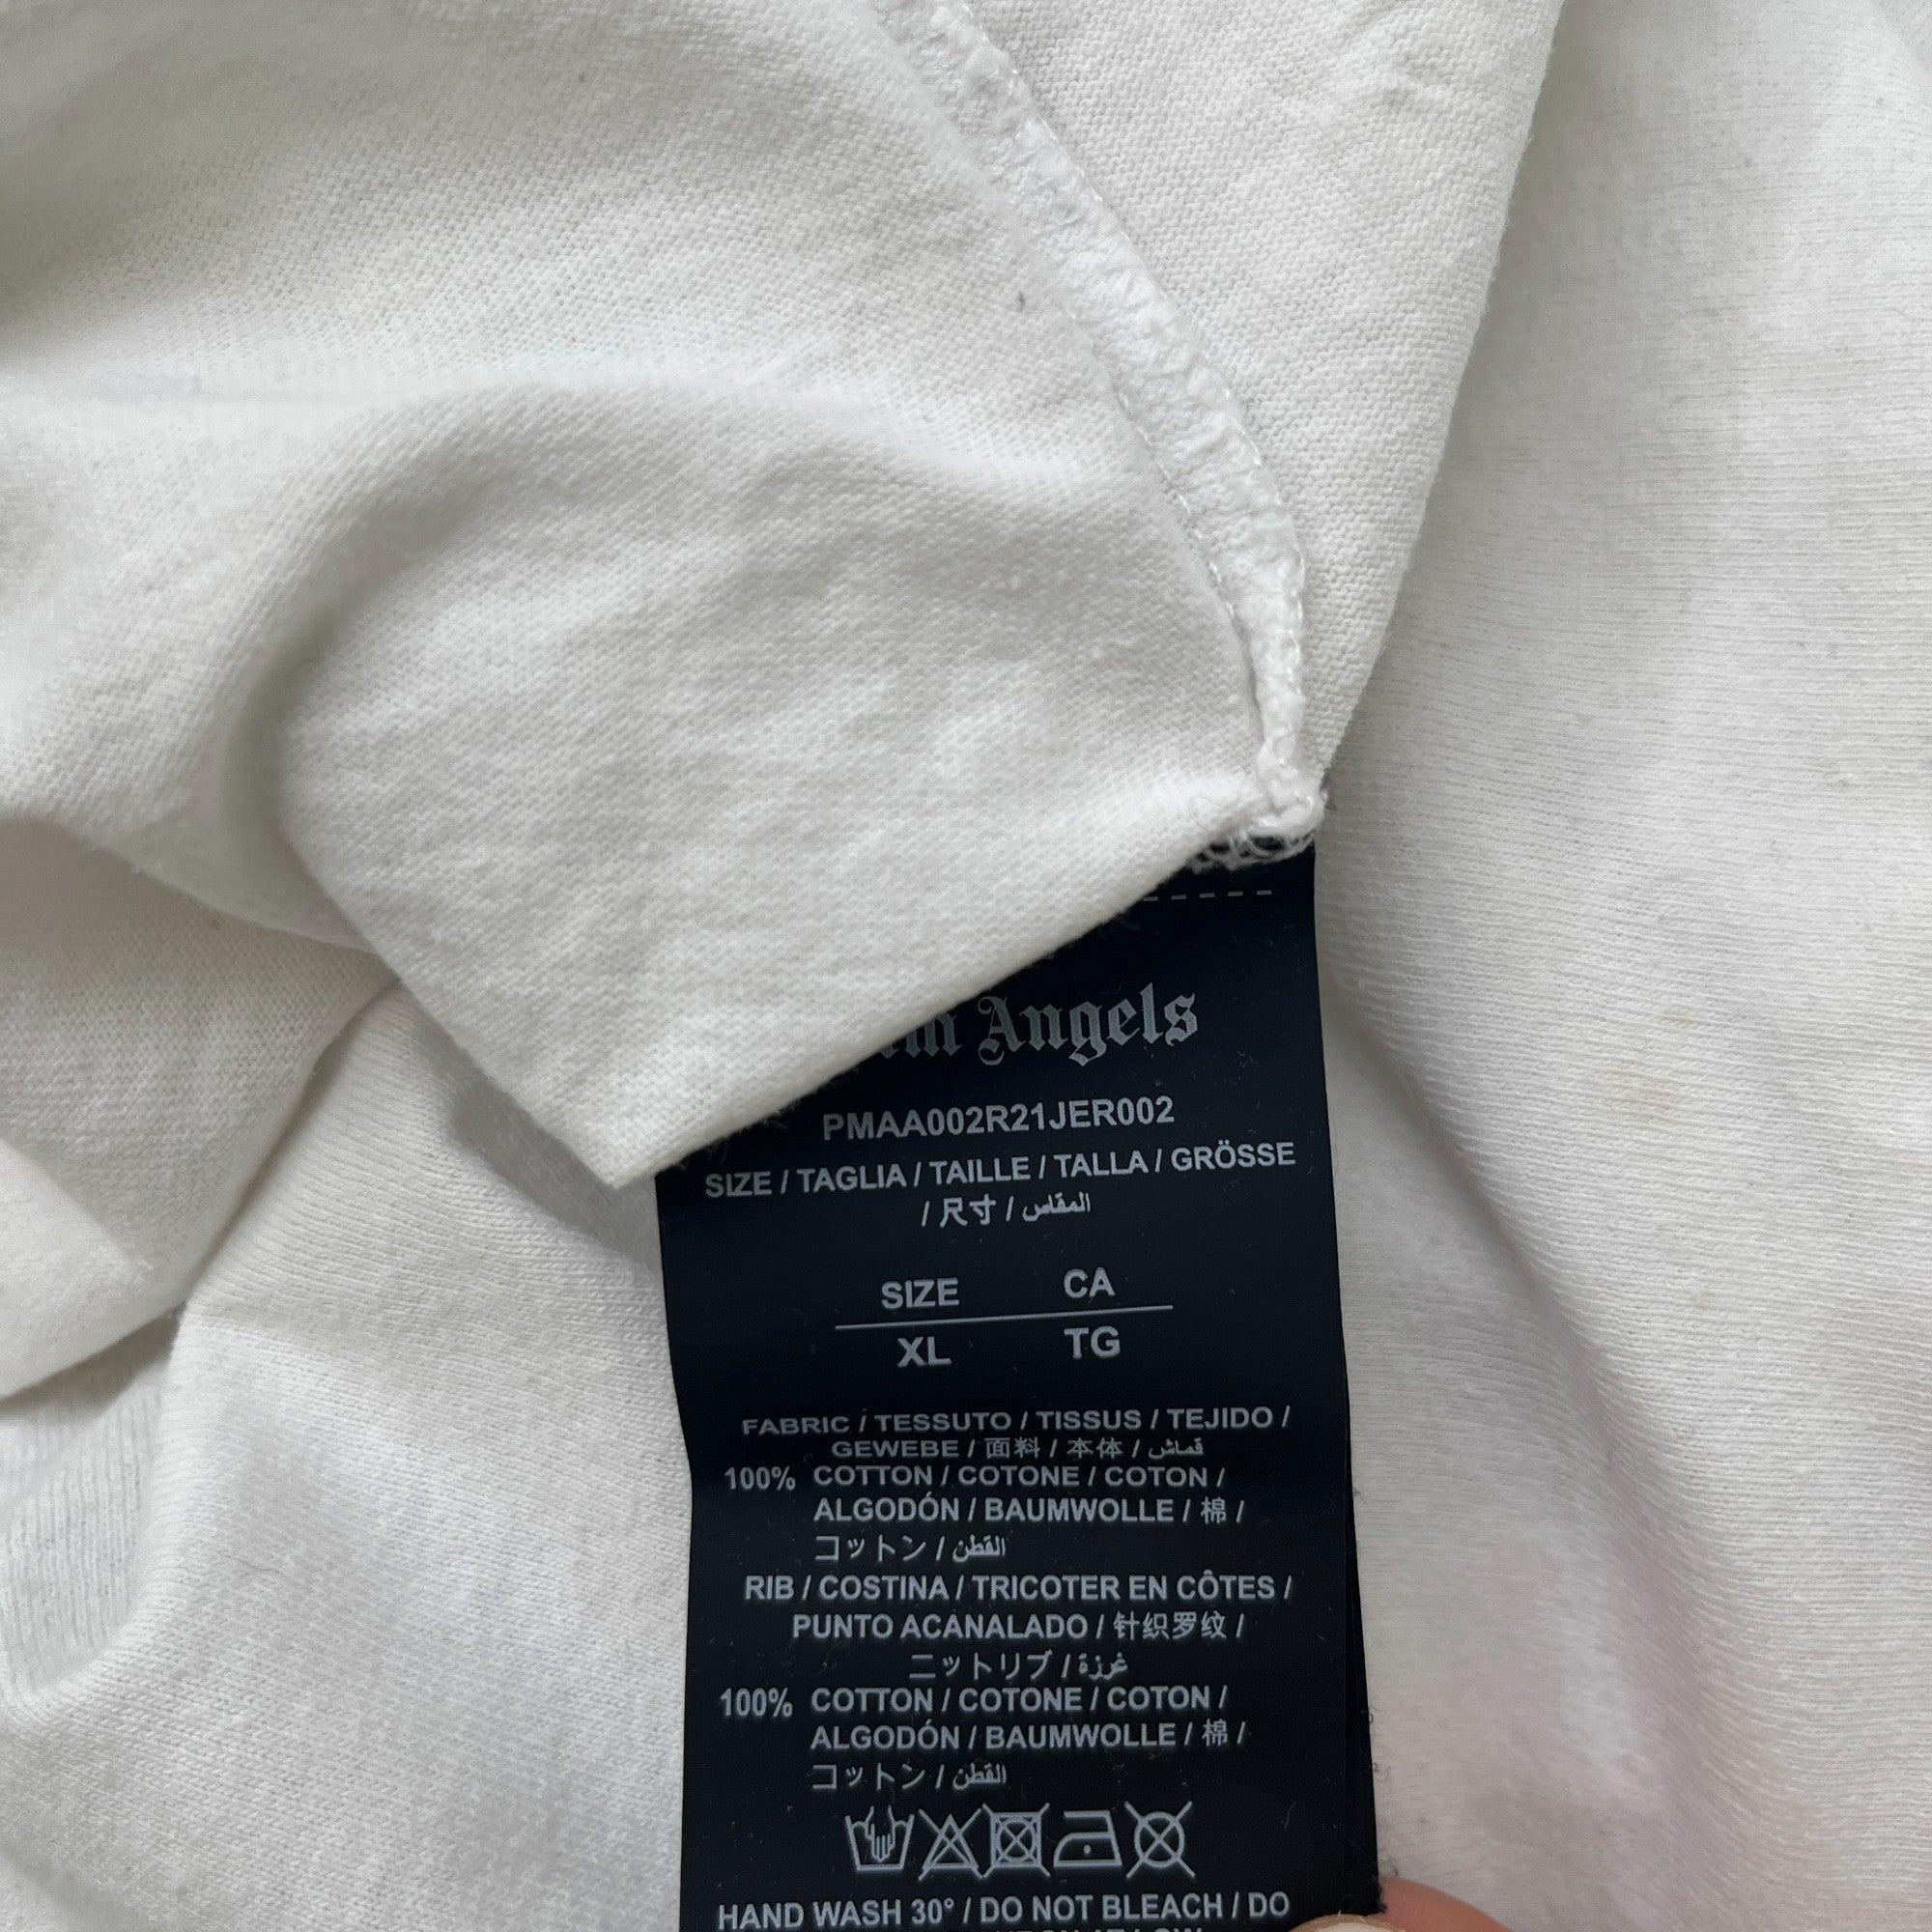 Angels
PMAA002R21JER002
SIZE / TAGLIA / TAILLE / TALLA / GRÖSSE
/ 尺寸 / المقاس
SIZE CA
XL TG
FABRIC / TESSUTO / TISSUS / TEJIDO /
GEWEBE / 面料 / 本体 / قماش
100% COTTON / COTONE / COTON /
ALGODÓN / BAUMWOLLE / 棉 /
コットン / القطن
RIB / COSTINA / TRICOTER EN CÔTES /
PUNTO ACANALADO / 针织罗纹 /
ニットリブ / غرزة
100% COTTON / COTONE / COTON /
ALGODÓN / BAUMWOLLE / 棉 /
コットン / القطن
HAND WASH 30° / DO NOT BLEACH / DO